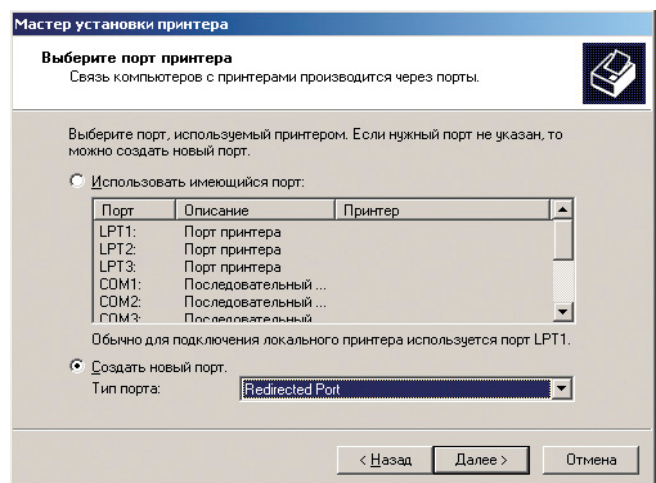 Мастер установки принтера
Выберите порт принтера
Связь компьютеров с принтерами производится через порты.
Выберите порт, используемый принтером. Если нужный порт не указан, то
можно создать новый порт.
Использовать имеющийся порт:
Порт Описание Принтер
LPT1: Порт принтера
LPT2: Порт принтера
LPT3: Порт принтера
COM1: Последовательный ...
COM2: Последовательный ...
COM3: Последовательный
Обычно для подключения локального принтера используется порт LPT1.
Создать новый порт.
Тип порта: Redirected Port
< Назад Далее > Отмена